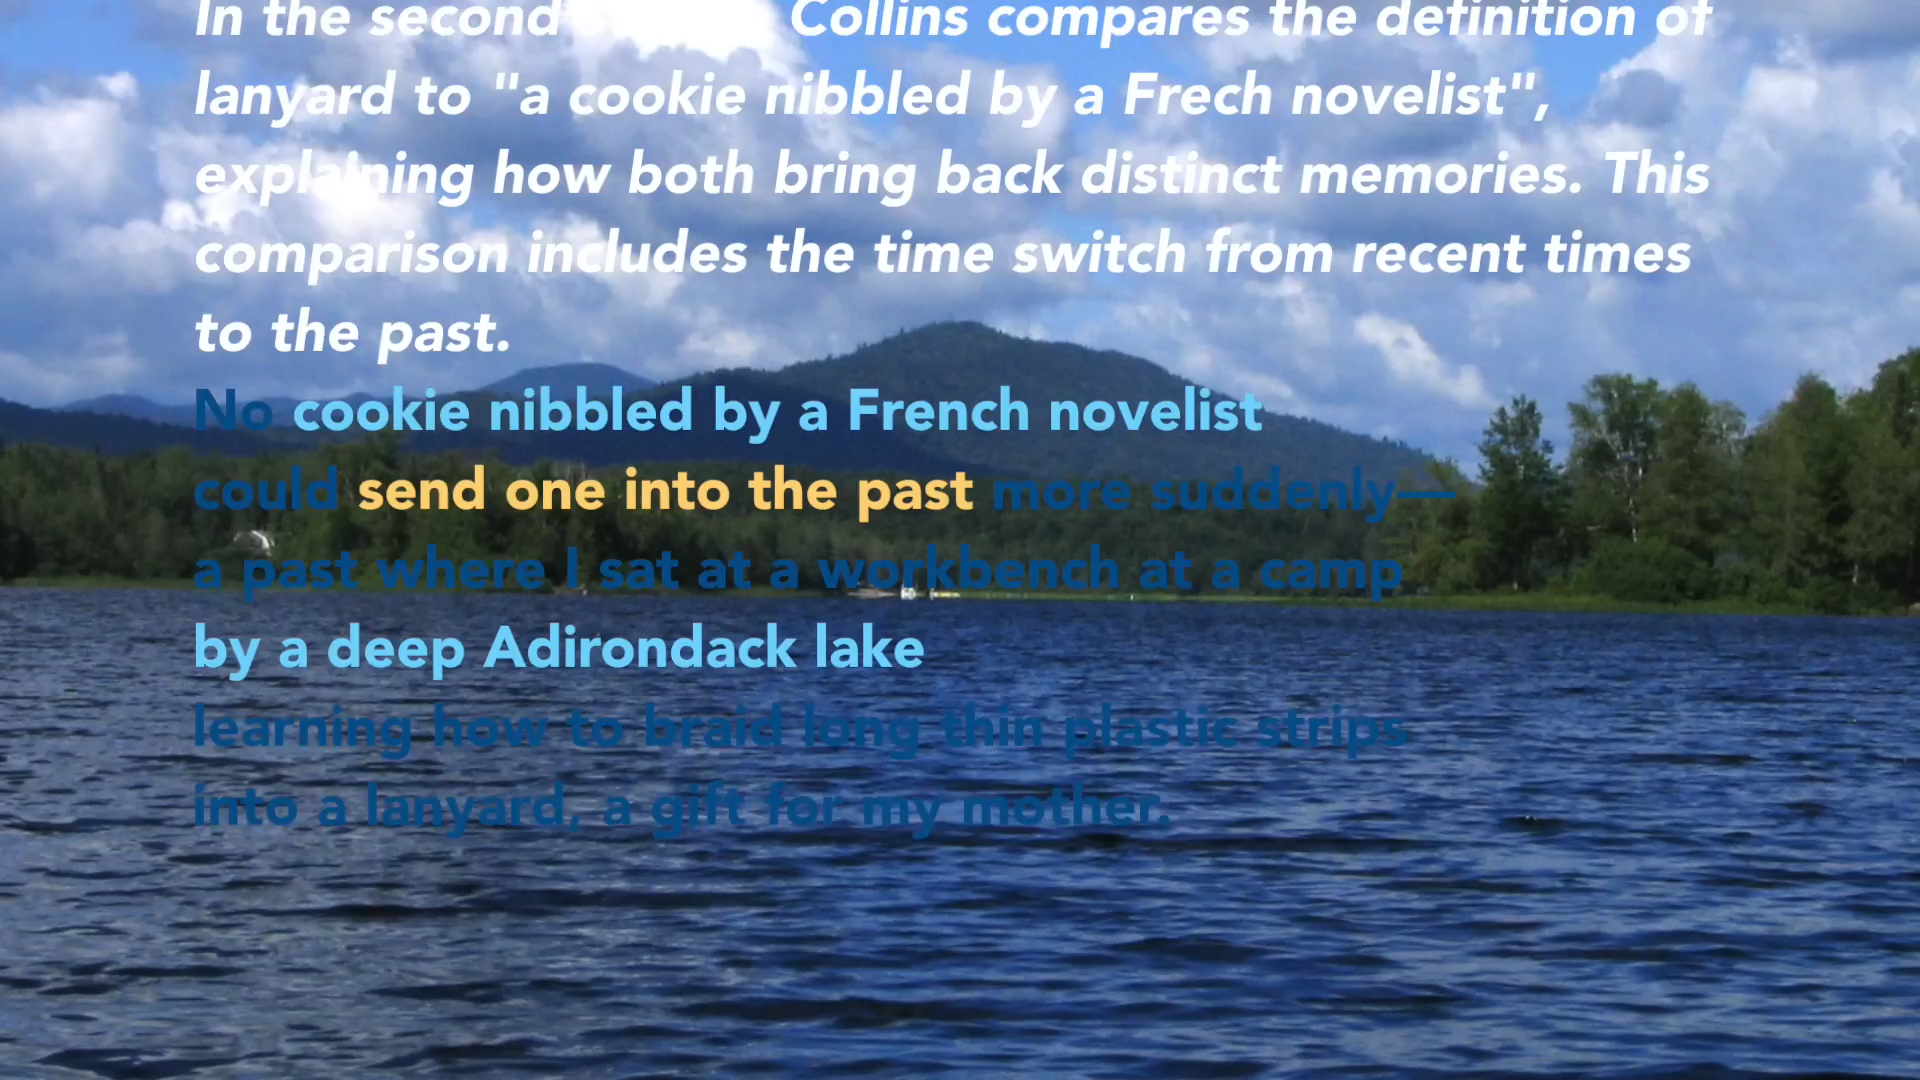 In the second Collins compares the definition of
lanyard to "a cookie nibbled by a Frech novelist",
explaining how both bring back distinct memories. This
comparison includes the time switch from recent times
to the past.
No cookie nibbled by a French novelist
could send one into the past more suddenly—
a past where I sat at a workbench at a camp
by a deep Adirondack lake
learning how to braid long thin plastic strips
into a lanyard, a gift for my mother.